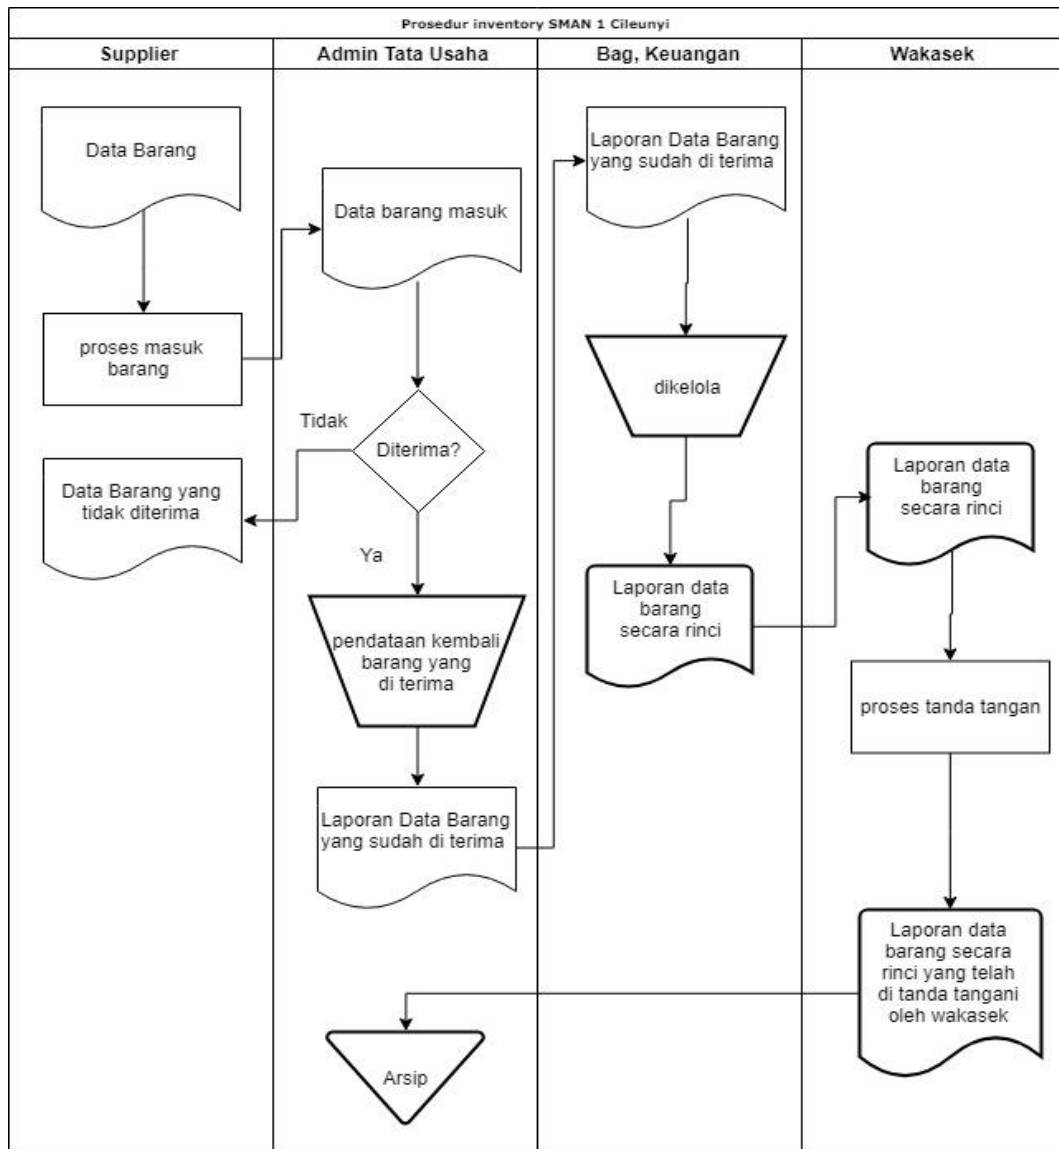 Prosedur inventory SMAN 1 Cileunyi
Supplier
Admin Tata Usaha
Bag, Keuangan
Wakasek
Data Barang
proses masuk
barang
Data Barang yang
tidak diterima
Data barang masuk
Tidak
Diterima?
Ya
pendataan kembali
barang yang
di terima
Laporan Data Barang
yang sudah di terima
Arsip
Laporan Data Barang
yang sudah di terima
dikelola
Laporan data
barang
secara rinci
Laporan data
barang
secara rinci
proses tanda tangan
Laporan data
barang secara
rinci yang telah
di tanda tangani
oleh wakasek